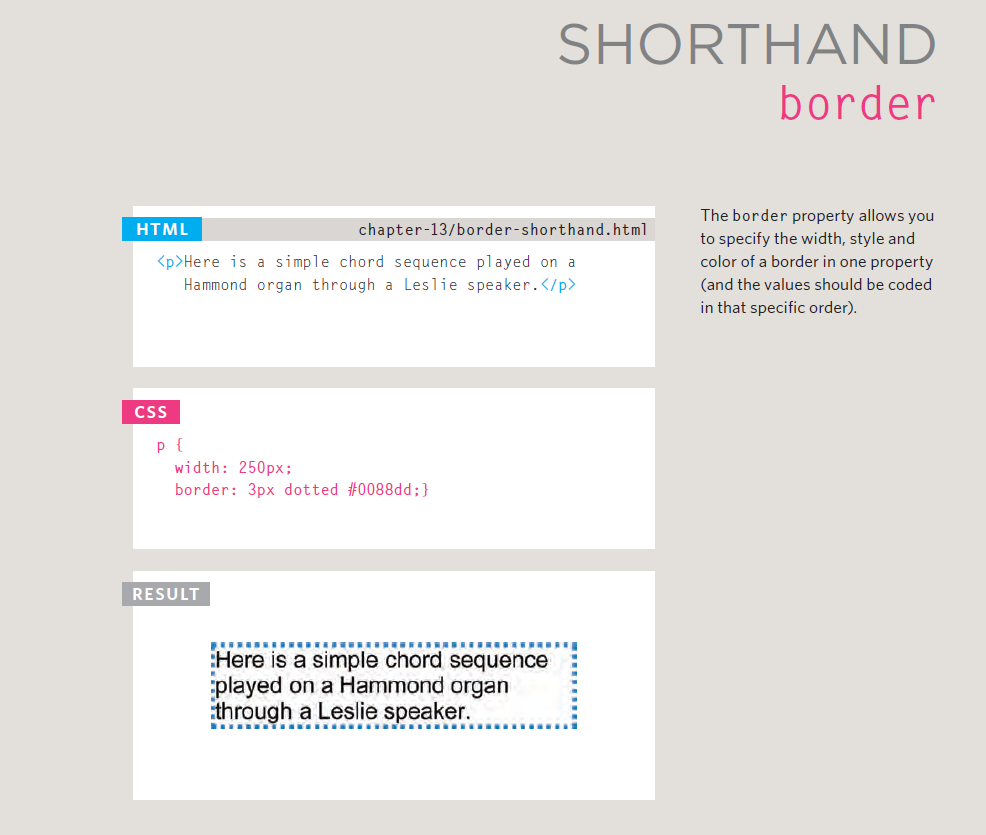 SHORTHAND
border
HTML
chapter-13/border-shorthand.html
<p>Here is a simple chord sequence played on a
Hammond organ through a Leslie speaker.</p>
The border property allows you
to specify the width, style and
color of a border in one property
(and the values should be coded
in that specific order).
CSS
p {
width: 250px;
border: 3px dotted #0088dd;}
RESULT
Here is a simple chord sequence
played on a Hammond organ
through a Leslie speaker.